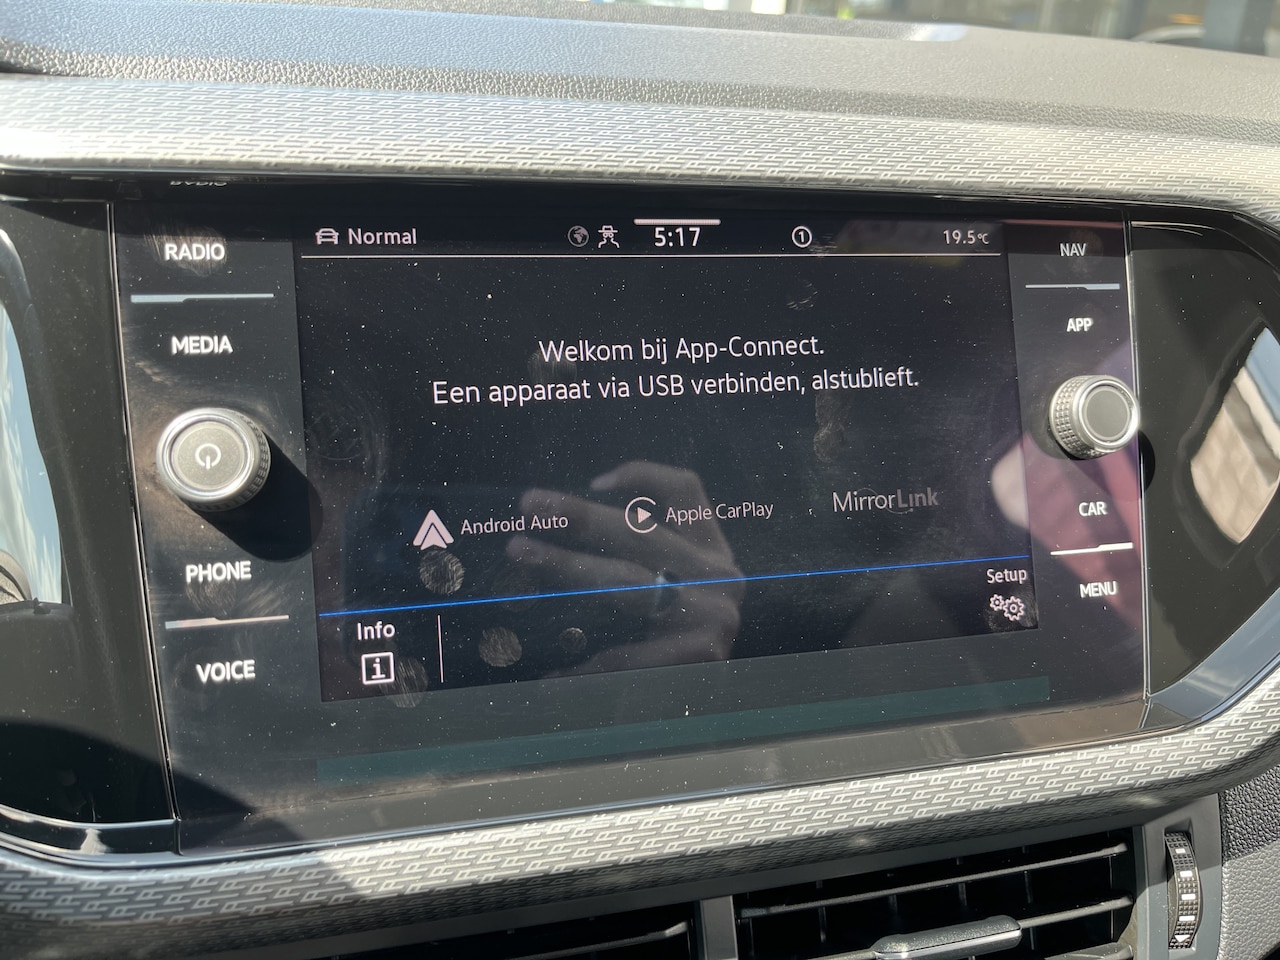 RADIO
MEDIA
PHONE
VOICE
Normal
5:17
1
19.5°C
Welkom bij App-Connect.
Een apparaat via USB verbinden, alstublieft.
Android Auto
Apple CarPlay
MirrorLink
Info
i
Setup
NAV
APP
CAR
MENU